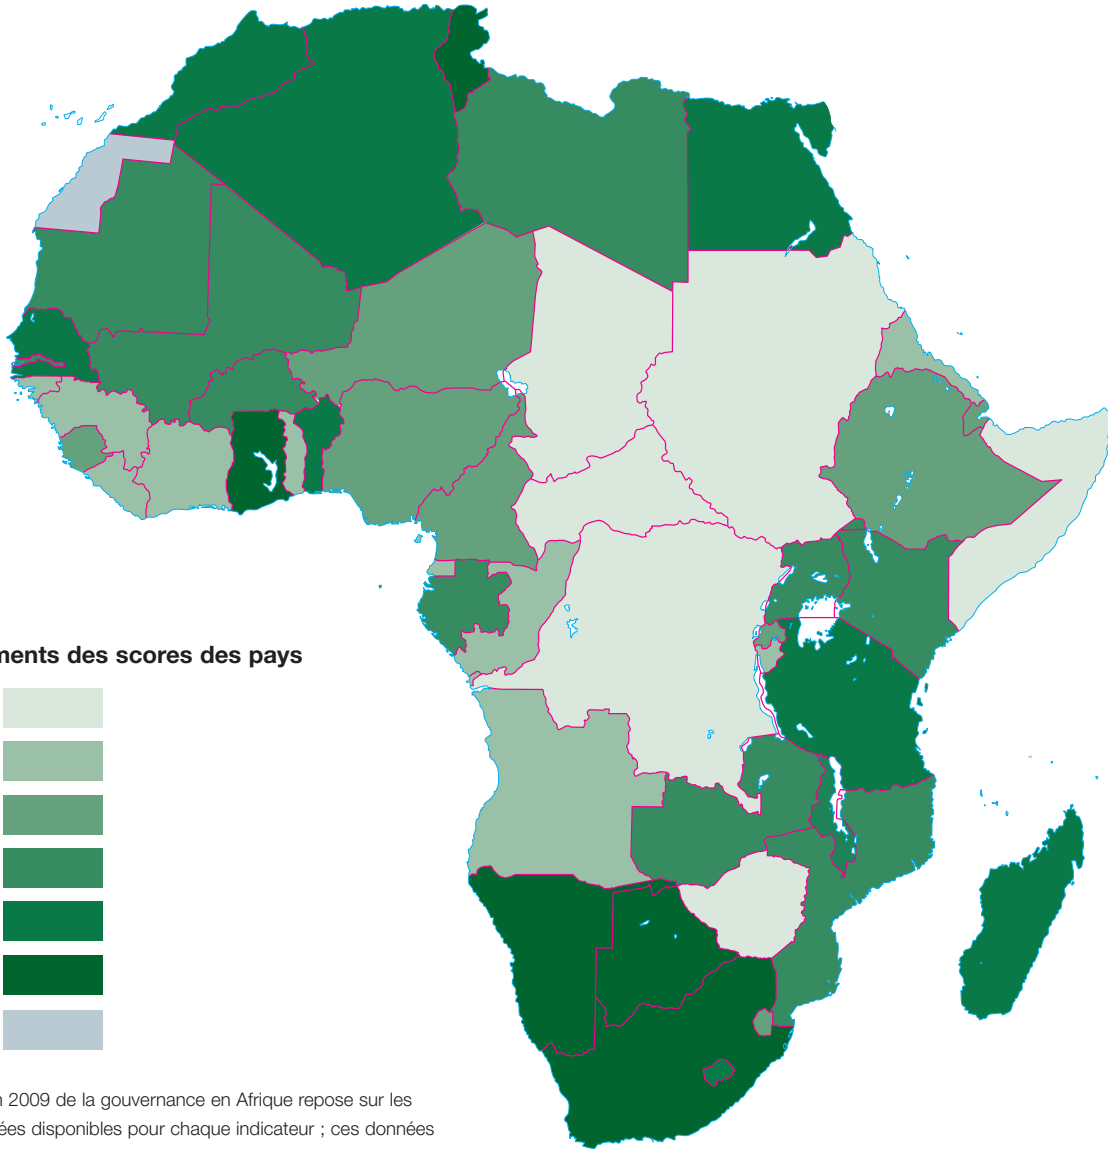 ments des scores des pays
n 2009 de la gouvernance en Afrique repose sur les
ées disponibles pour chaque indicateur ; ces données